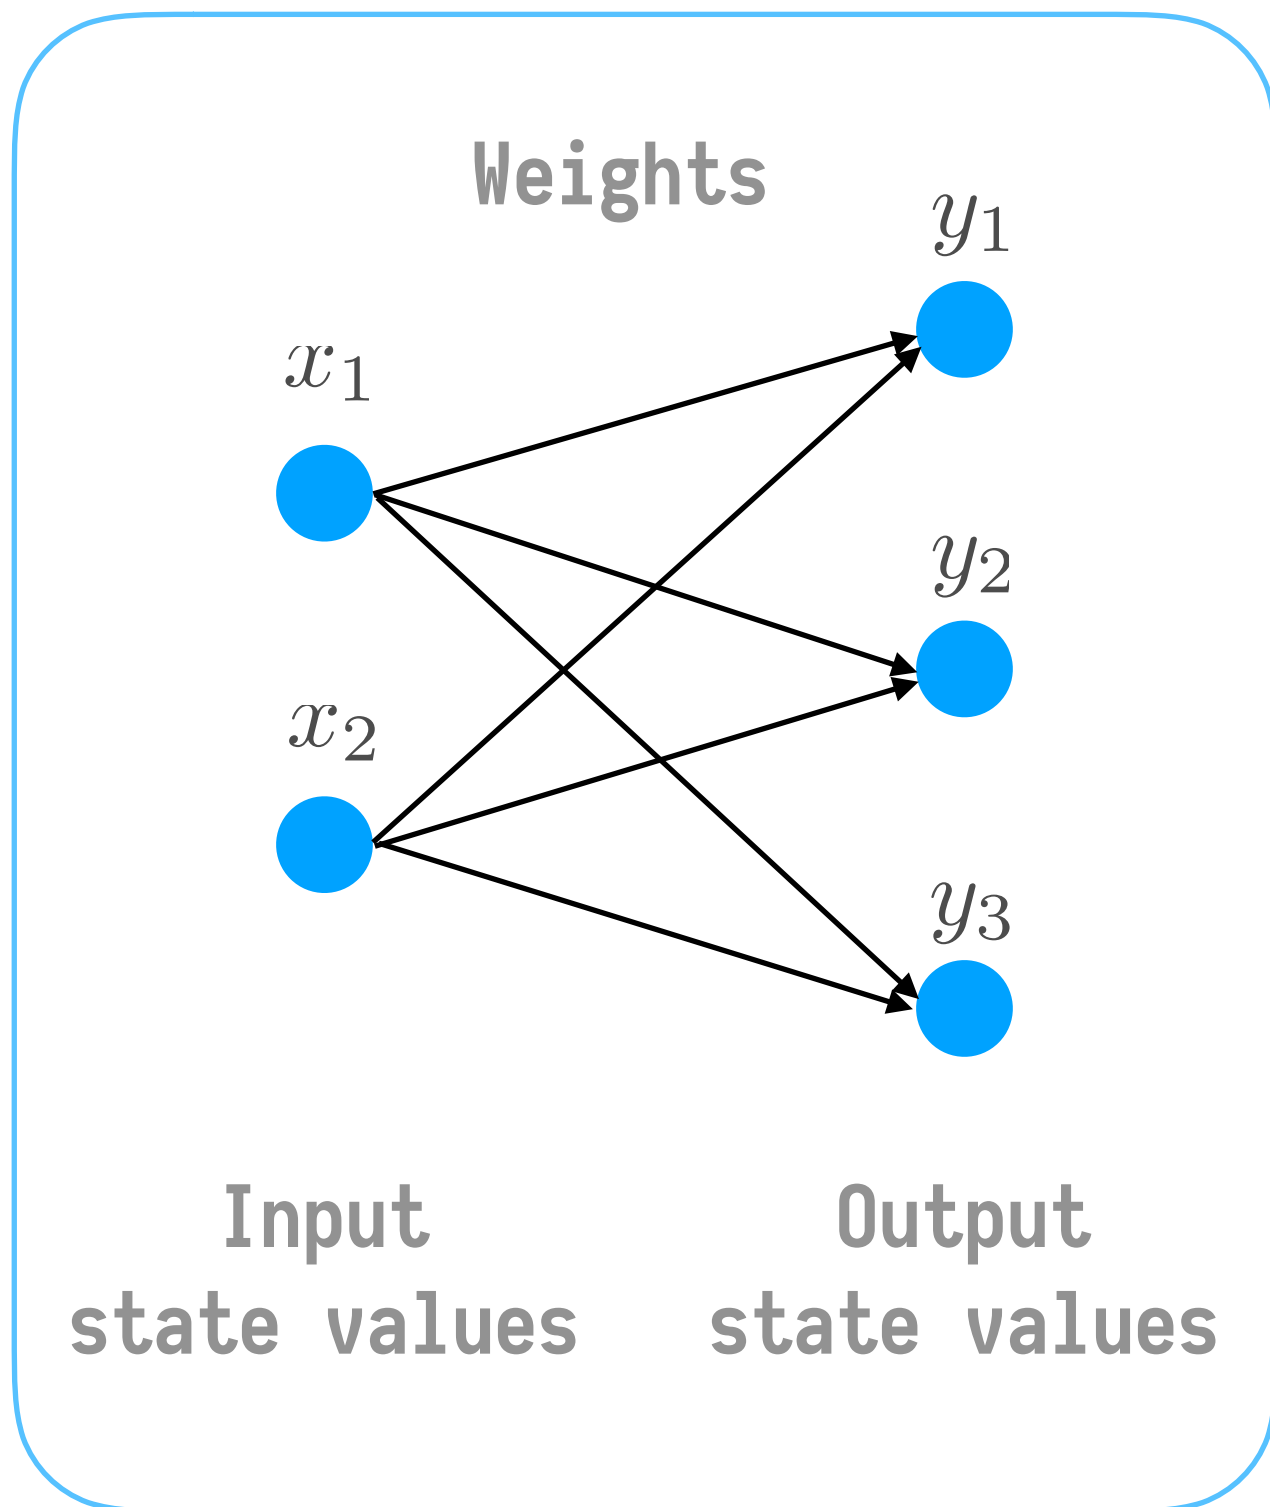 Weights
y1
x1
y2
x2
y3
Input
state values
Output
state values